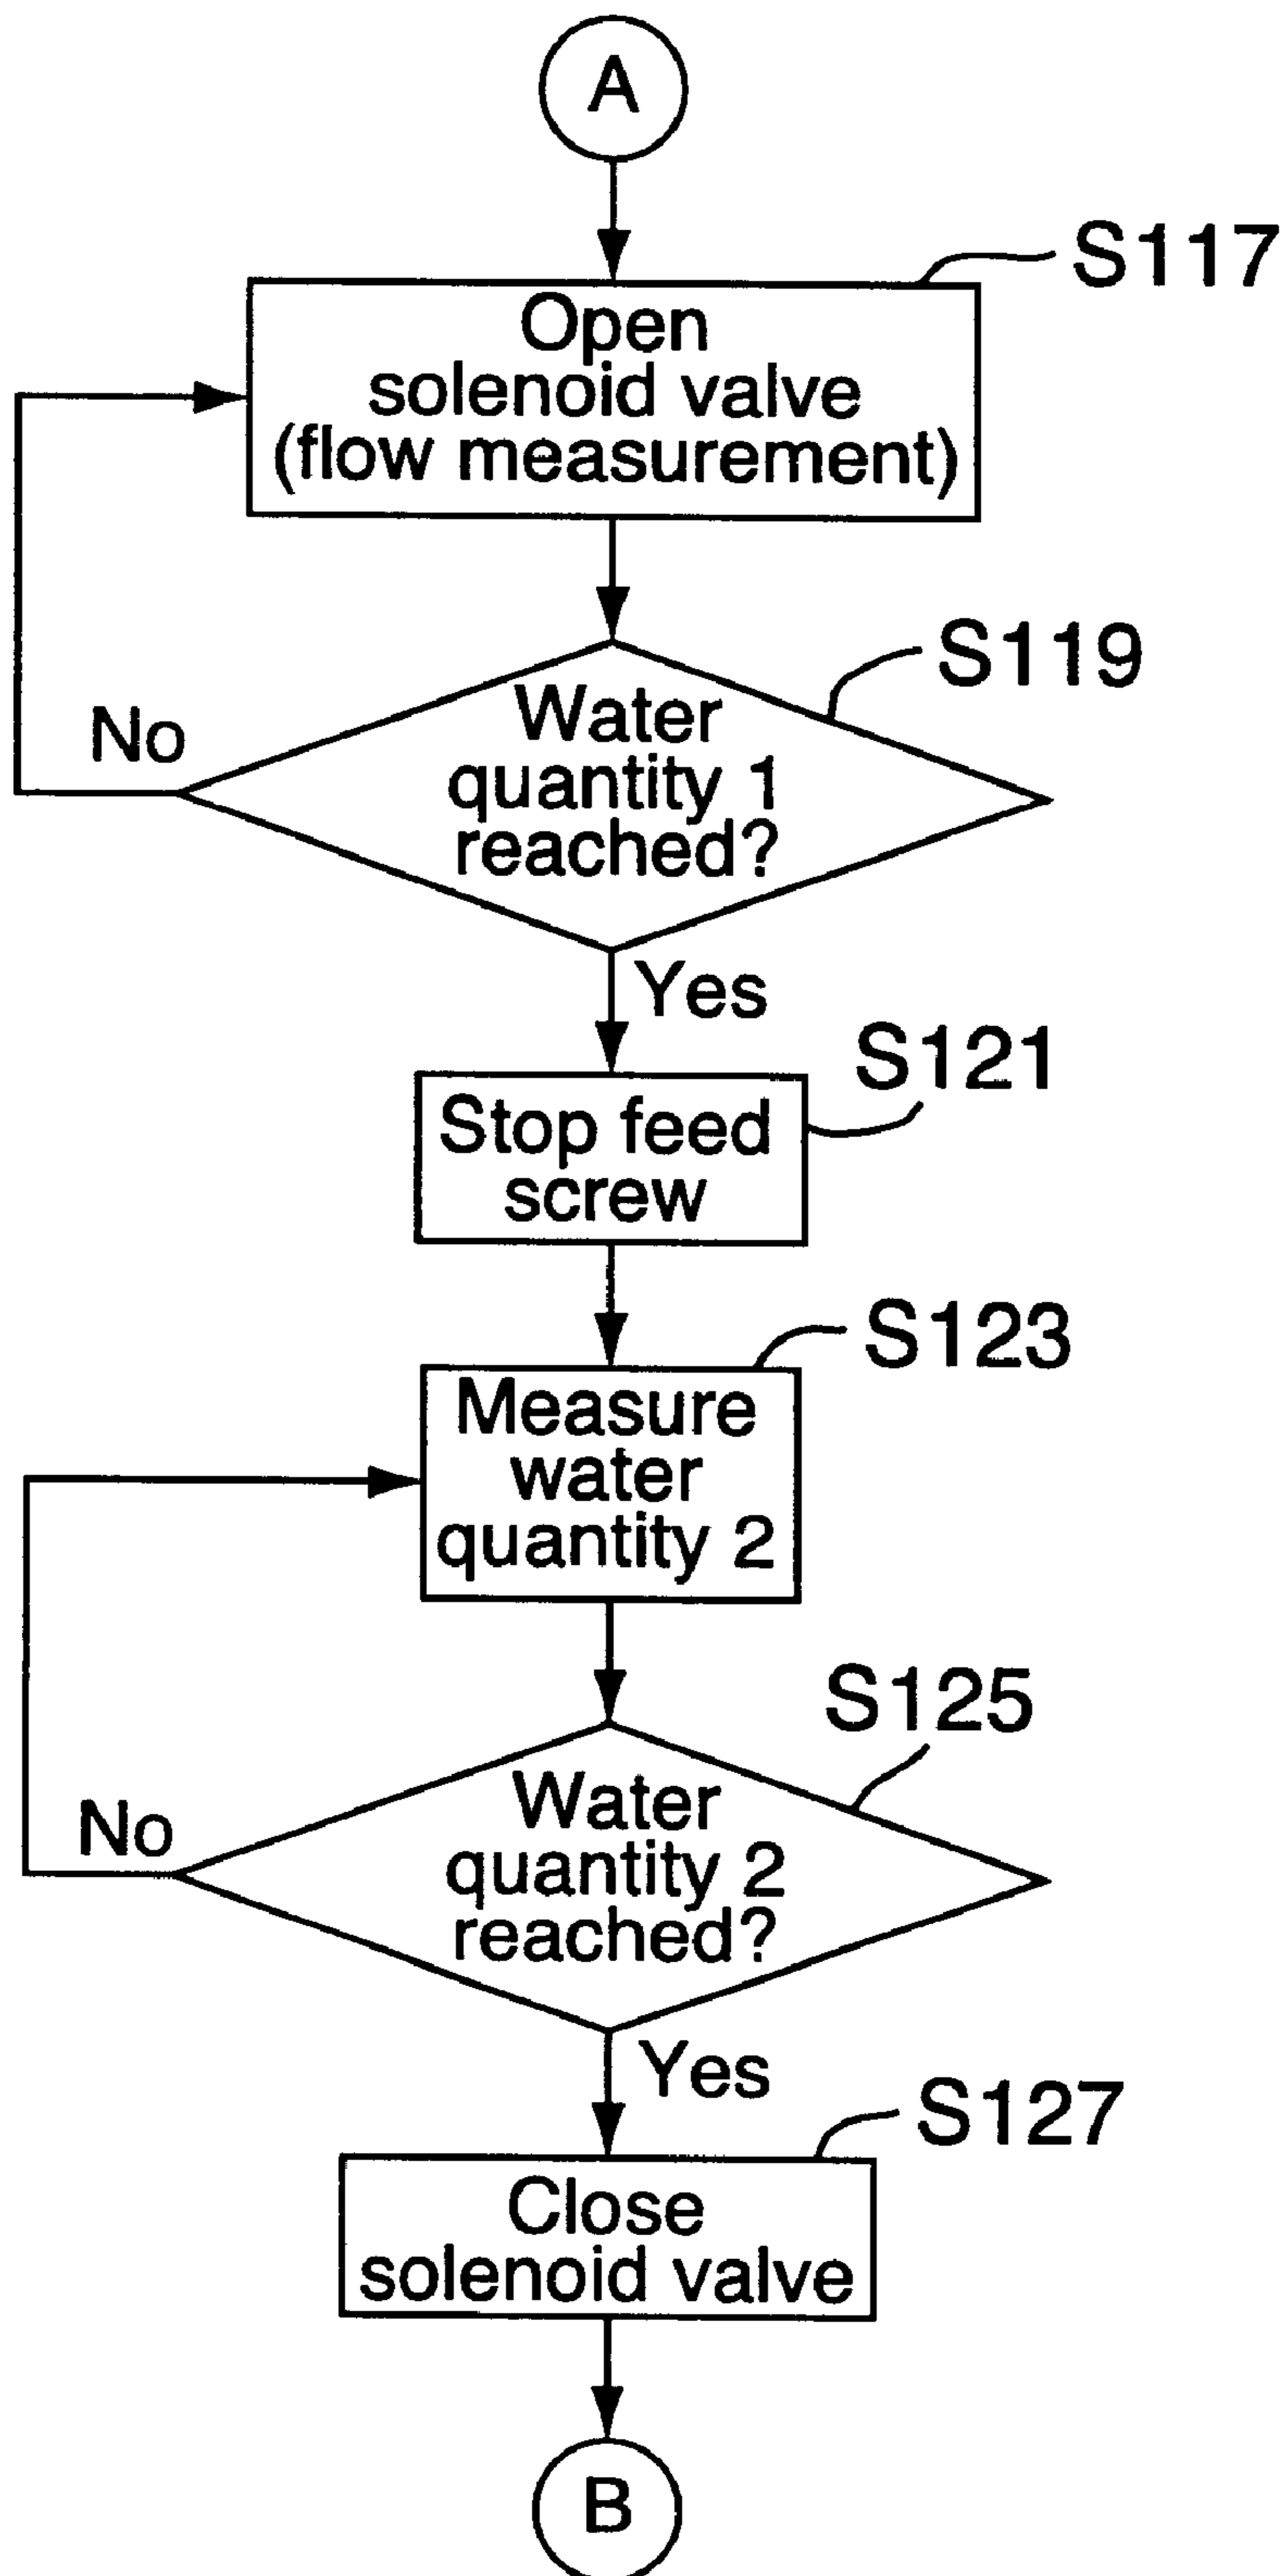 A
S117
Open
solenoid valve
(flow measurement)
S119
No
Water
quantity 1
reached?
Yes
S121
Stop feed
screw
S123
Measure
water
quantity 2
S125
No
Water
quantity 2
reached?
Yes
S127
Close
solenoid valve
B